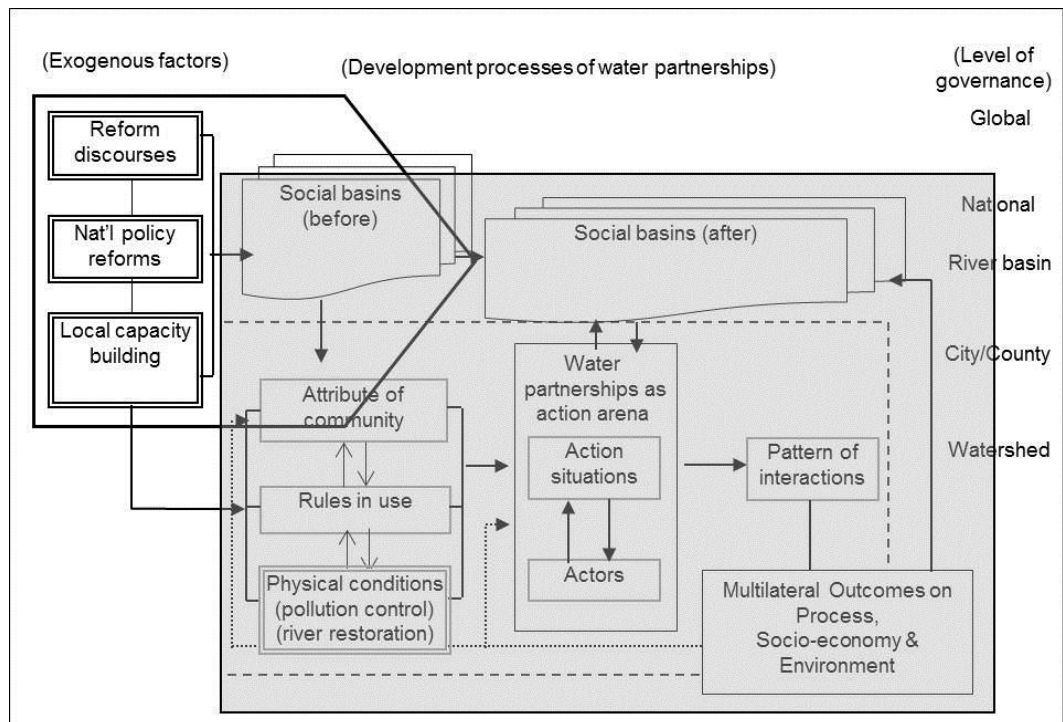 (Exogenous factors)
(Development processes of water partnerships)
(Level of
governance)
Global
Reform
discourses
Nat'l policy
reforms
Local capacity
building
Social basins
(before)
Social basins (after)
National
River basin
City/County
Watershed
Attribute of
community
Rules in use
Physical conditions
(pollution control)
(river restoration)
Water
partnerships as
action arena
Action
situations
Actors
Pattern of
interactions
Multilateral Outcomes on
Process,
Socio-economy &
Environment